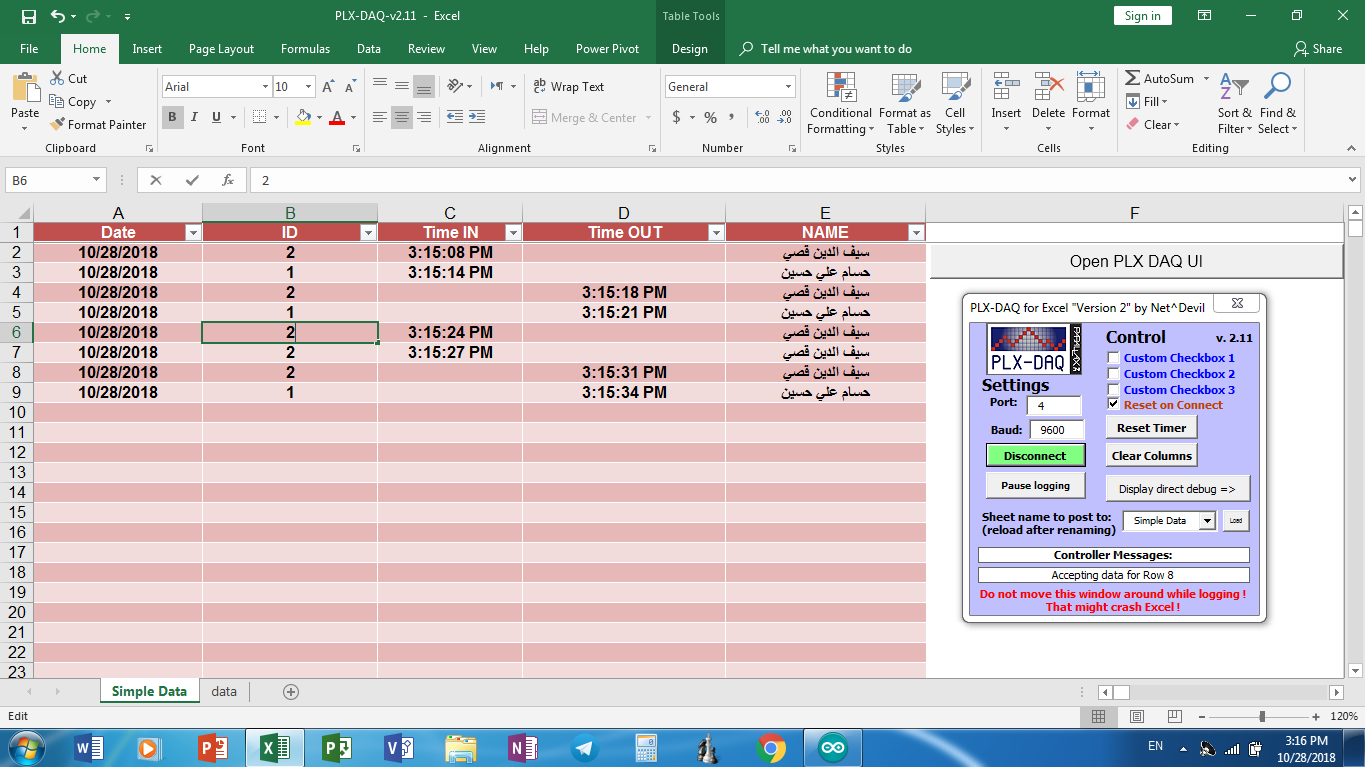 PLX-DAQ-v2.11 - Excel
Table Tools
Sign in
File Home Insert Page Layout Formulas Data Review View Help Power Pivot Design Tell me what you want to do Share
Paste
Cut
Copy
Format Painter
Clipboard
Arial 10 A A
B I U A
Font
Wrap Text
Merge & Center
Alignment
General
$ % , .00 .00
Number
Conditional Formatting
Format as Table
Cell Styles
Styles
Insert Delete Format
Cells
AutoSum
Fill
Clear
Sort & Filter
Find & Select
Editing
B6 fx 2
A B C D E F
1 Date ID Time IN Time OUT NAME
2 10/28/2018 2 3:15:08 PM سيف الدين قصي
3 10/28/2018 1 3:15:14 PM حسام علي حسين
4 10/28/2018 2 3:15:18 PM سيف الدين قصي
5 10/28/2018 1 3:15:21 PM حسام علي حسين
6 10/28/2018 2 3:15:24 PM سيف الدين قصي
7 10/28/2018 2 3:15:27 PM سيف الدين قصي
8 10/28/2018 2 3:15:31 PM سيف الدين قصي
9 10/28/2018 1 3:15:34 PM حسام علي حسين
10
11
12
13
14
15
16
17
18
19
20
21
22
23
Open PLX DAQ UI
PLX-DAQ for Excel "Version 2" by Net^Devil
PLX-DAQ
PARALLAX
Control v. 2.11
Custom Checkbox 1
Custom Checkbox 2
Custom Checkbox 3
Reset on Connect
Settings
Port: 4
Baud: 9600
Reset Timer
Disconnect
Clear Columns
Pause logging
Display direct debug =>
Sheet name to post to:
(reload after renaming)
Simple Data
Load
Controller Messages:
Accepting data for Row 8
Do not move this window around while logging !
That might crash Excel !
Simple Data data
Edit
120%
EN
3:16 PM
10/28/2018